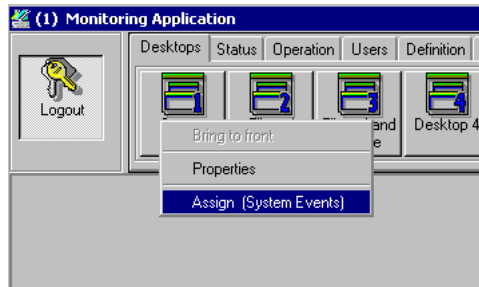 (1) Monitoring Application
Desktops Status Operation Users Definition
Logout
1 2 3 4
and Desktop 4
e
Bring to front
Properties
Assign (System Events)